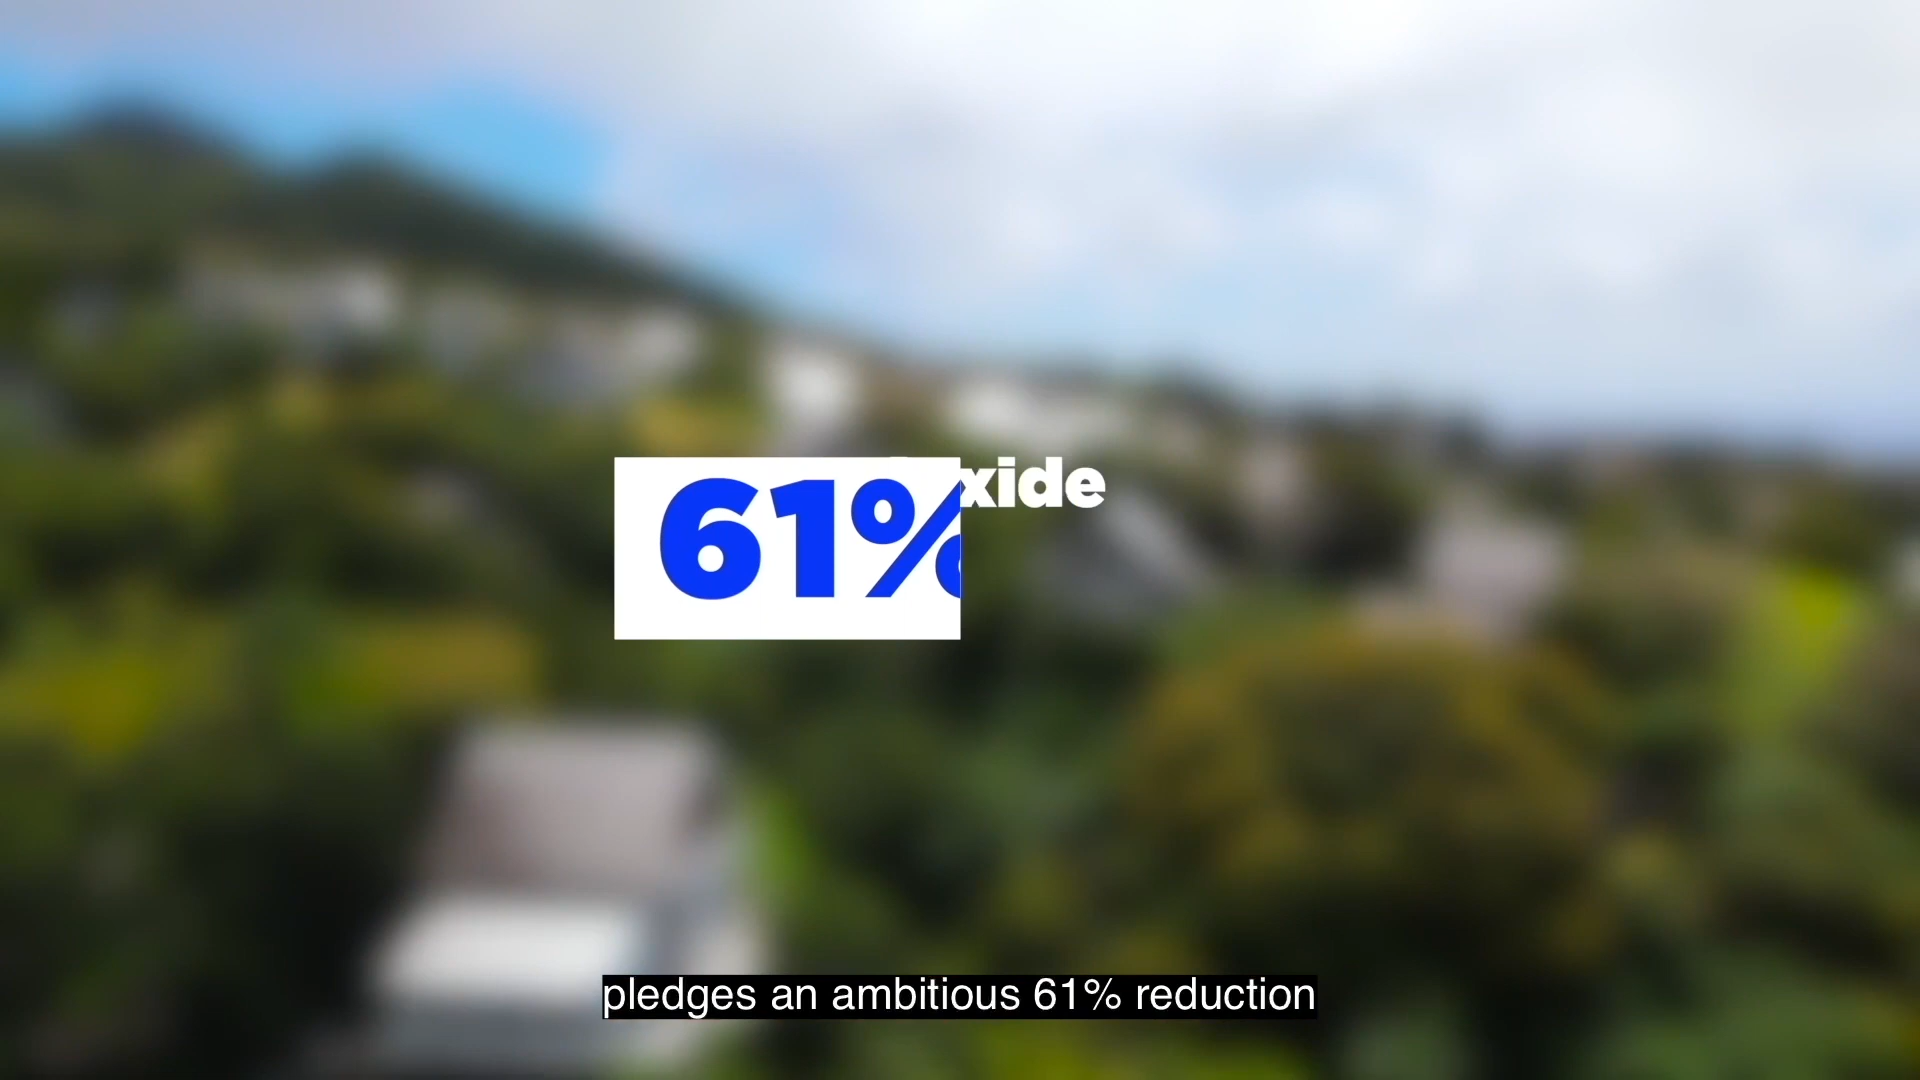 61%
xide
pledges an ambitious 61% reduction